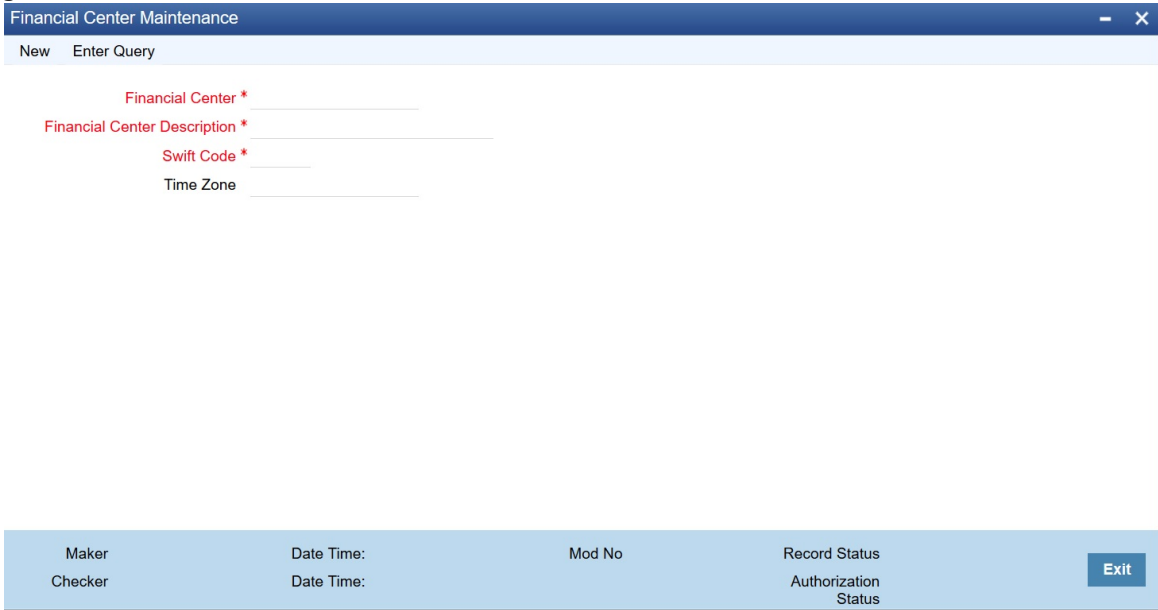 Financial Center Maintenance
New Enter Query
Financial Center *
Financial Center Description *
Swift Code *
Time Zone
Maker Date Time: Mod No Record Status
Exit
Checker Date Time: Authorization
Status